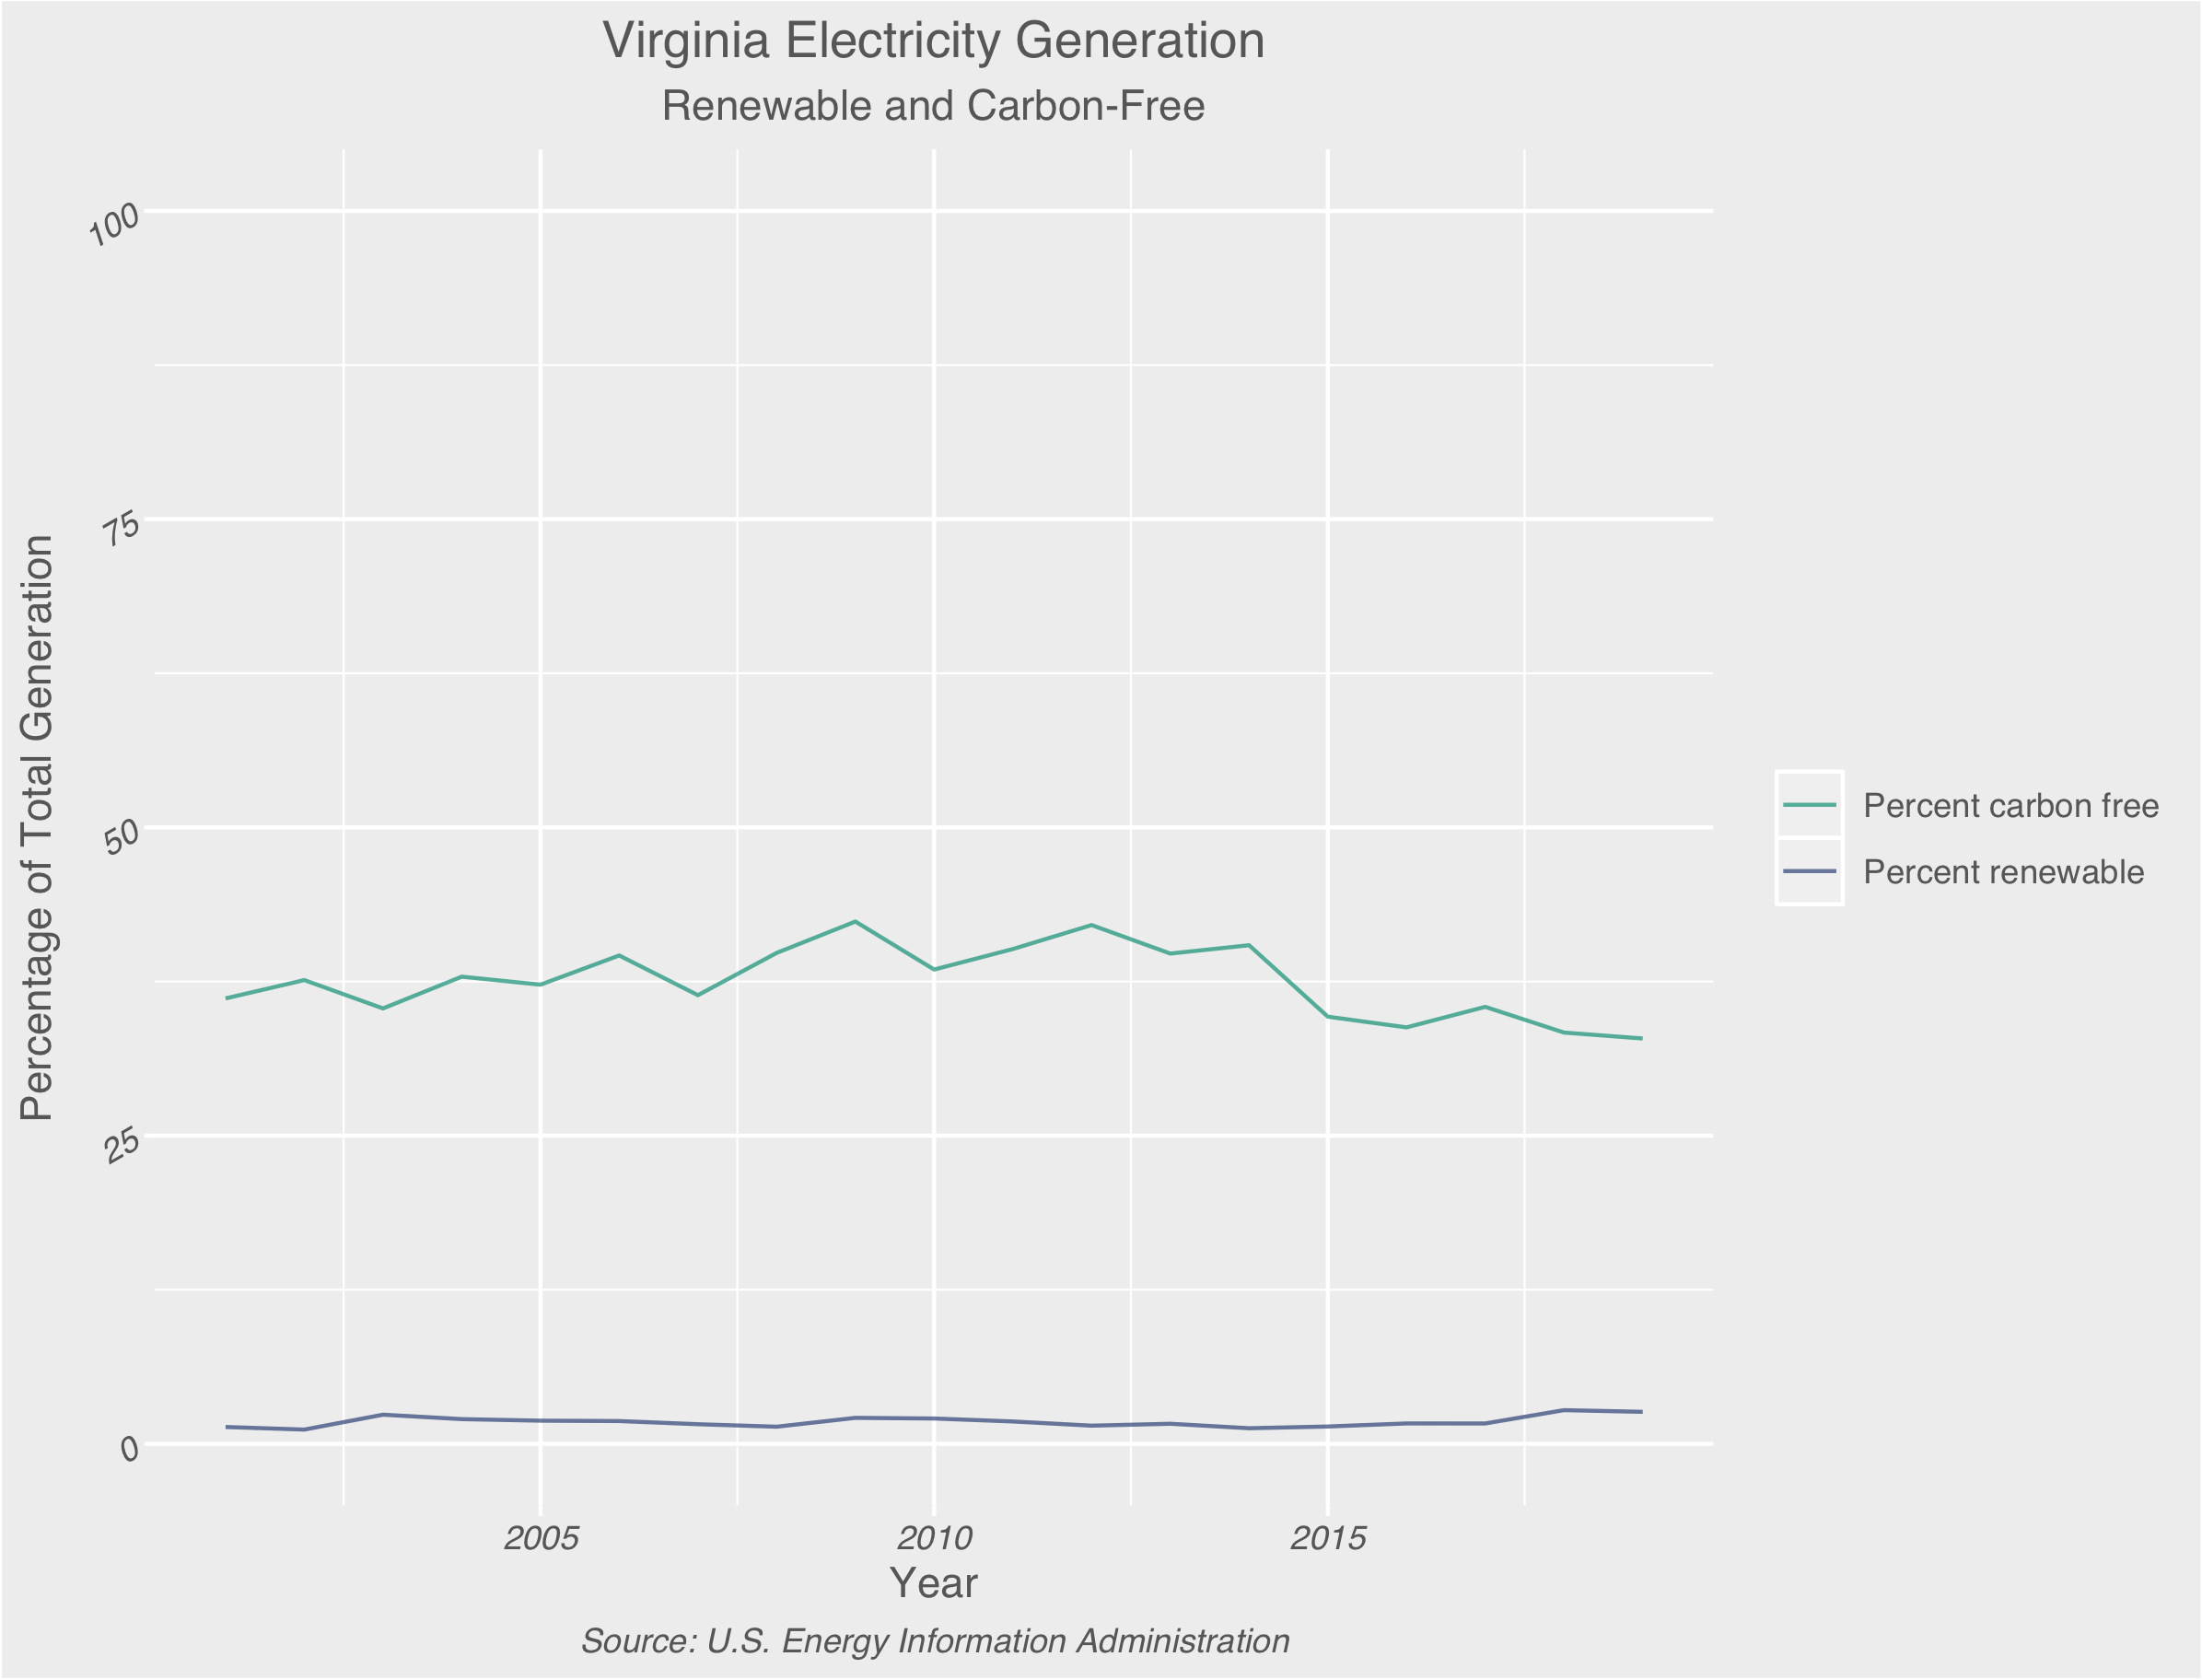 Virginia Electricity Generation
Renewable and Carbon-Free
Percentage of Total Generation
100
75
50
25
0
2005 2010 2015
Year
Percent carbon free
Percent renewable
Source: U.S. Energy Information Administration